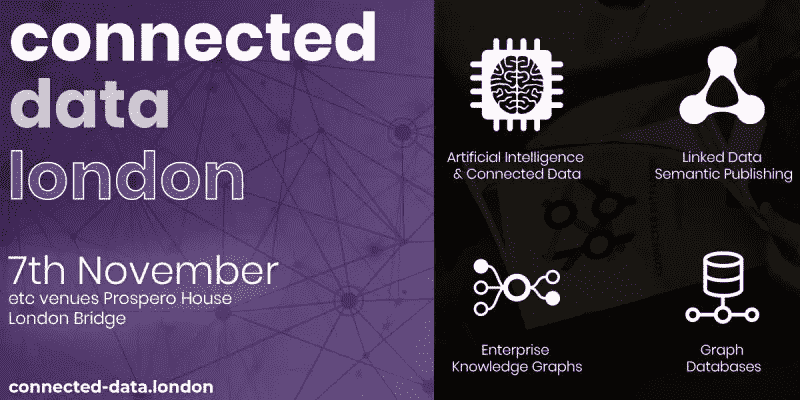 connected
data
london
7th November
etc venues Prospero House
London Bridge
connected-data.london
Artificial Intelligence
& Connected Data
Linked Data
Semantic Publishing
Enterprise
Knowledge Graphs
Graph
Databases